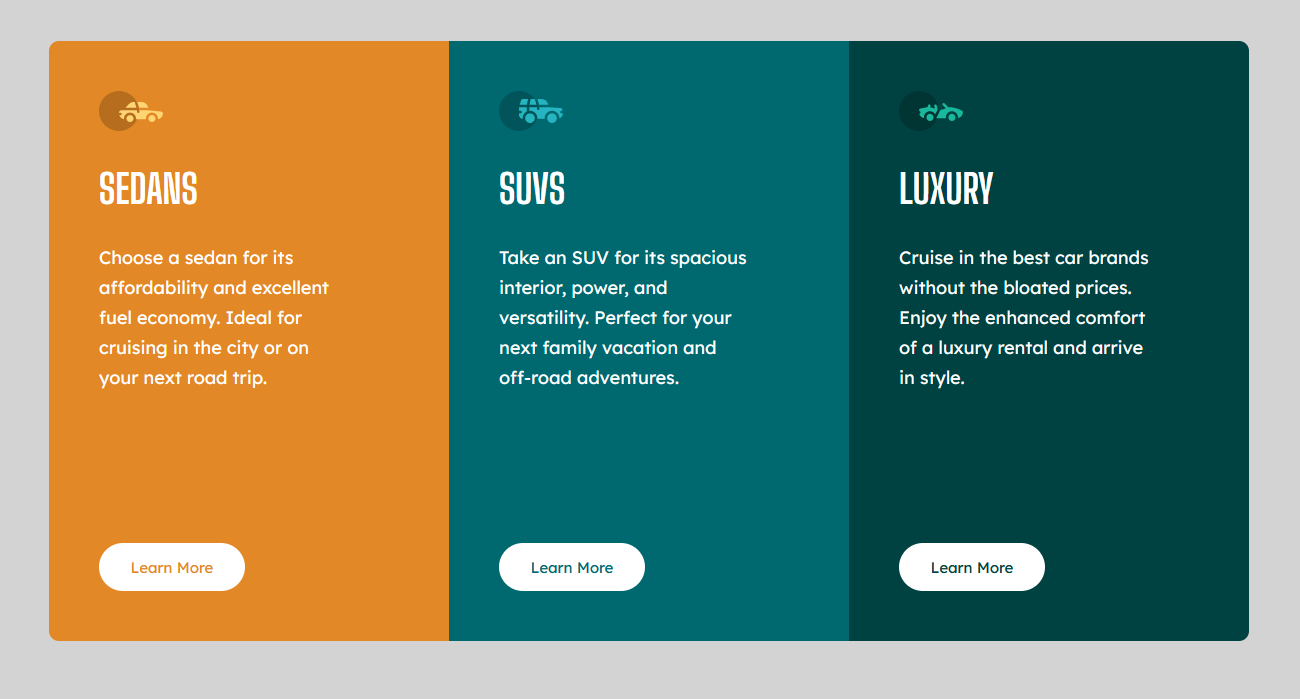 SEDANS
Choose a sedan for its
affordability and excellent
fuel economy. Ideal for
cruising in the city or on
your next road trip.
Learn More
SUVS
Take an SUV for its spacious
interior, power, and
versatility. Perfect for your
next family vacation and
off-road adventures.
Learn More
LUXURY
Cruise in the best car brands
without the bloated prices.
Enjoy the enhanced comfort
of a luxury rental and arrive
in style.
Learn More